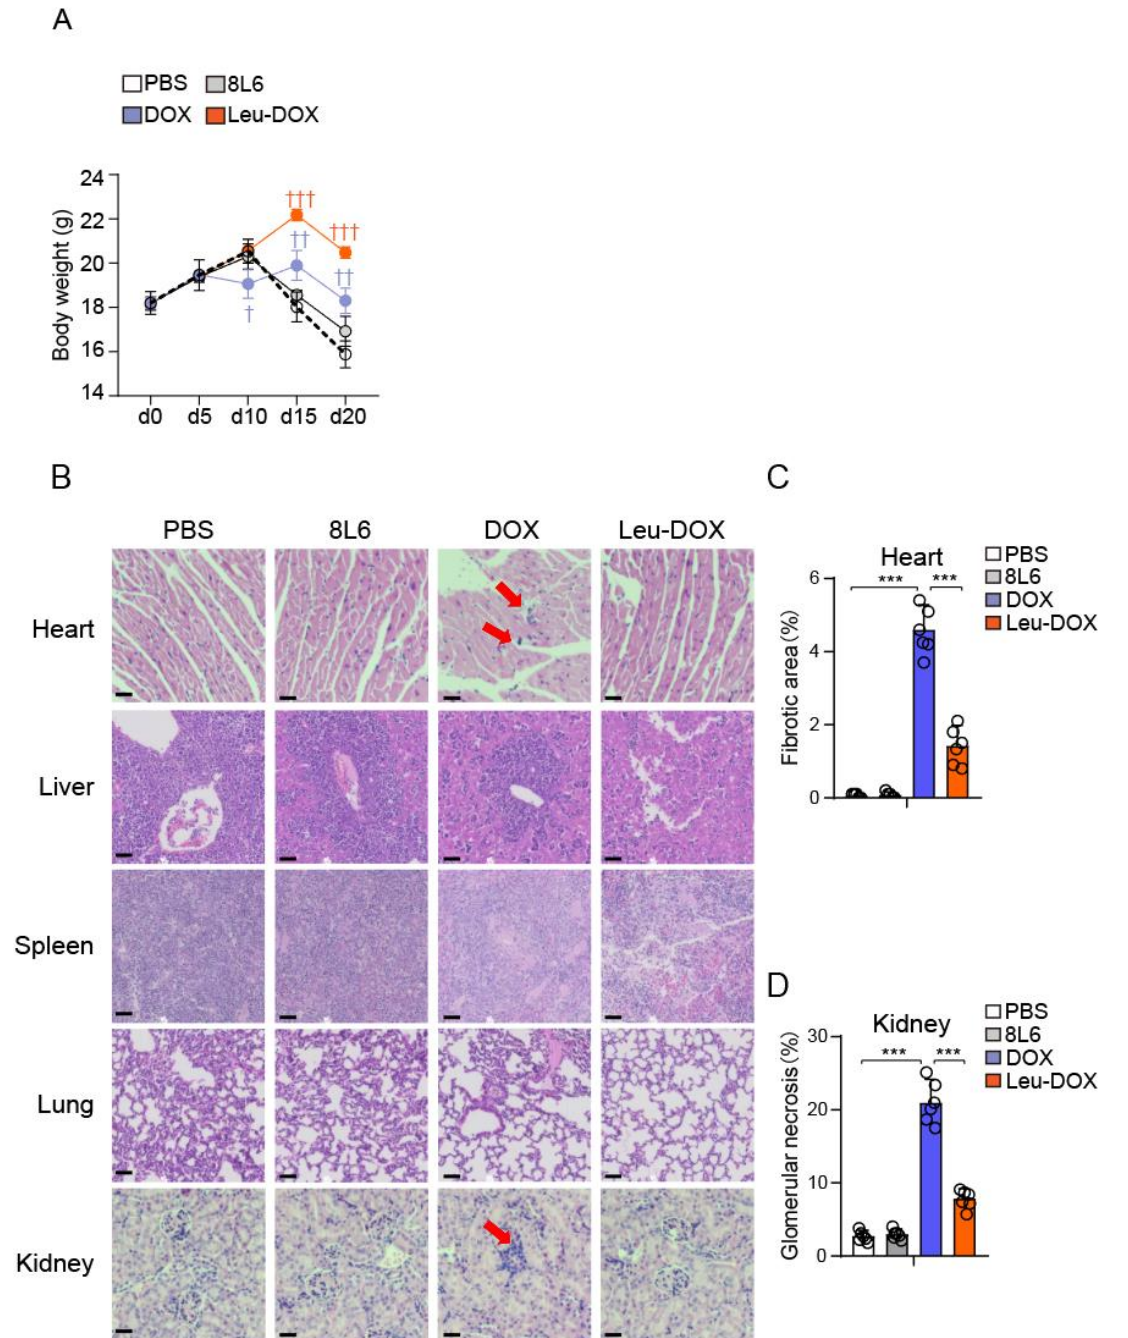 A
PBS 8L6
DOX Leu-DOX
24
22
20
18
16
14
Body weight (g)
†††
†††
††
††
†
d0 d5 d10 d15 d20
B
PBS 8L6 DOX Leu-DOX
Heart
Liver
Spleen
Lung
Kidney
C
Heart
PBS
8L6
DOX
Leu-DOX
*** ***
6
4
2
0
Fibrotic area (%)
D
Kidney
PBS
8L6
DOX
Leu-DOX
*** ***
30
20
10
0
Glomerular necrosis (%)